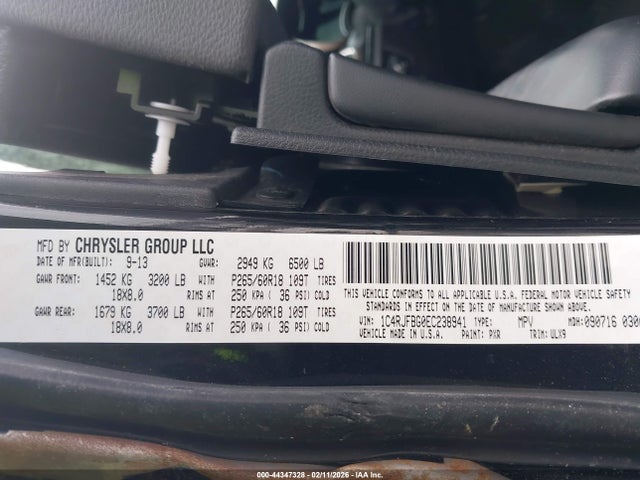 MFD BY CHRYSLER GROUP LLC
DATE OF MFR(BUILT): 9-13 GVWR: 2949 KG 6500 LB
GAWR FRONT: 1452 KG 3200 LB WITH P265/60R18 109T TIRES
18X8.0 RIMS AT 250 KPA ( 36 PSI) COLD
GAWR REAR: 1679 KG 3700 LB WITH P265/60R18 109T TIRES
18X8.0 RIMS AT 250 KPA ( 36 PSI) COLD
THIS VEHICLE CONFORMS TO ALL APPLICABLE U.S.A. FEDERAL MOTOR VEHICLE SAFETY
STANDARDS IN EFFECT ON THE DATE OF MANUFACTURE SHOWN ABOVE.
VIN: 1C4RJFBG0EC238941 TYPE: MPV MDH:090716
VEHICLE MADE IN U.S.A. PAINT: PXR TRIM: ULX9
000-44347328 - 02/11/2026 - IAA Inc.